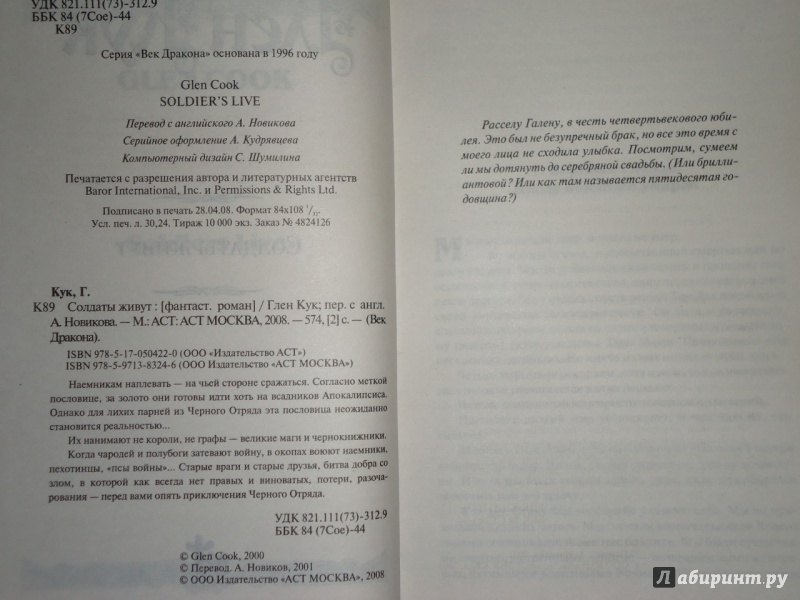 УДК 821.111(73)-312.9
ББК 84 (7Сое)-44
К89
Серия «Век Дракона» основана в 1996 году
Glen Cook
SOLDIER'S LIVE
Перевод с английского А. Новикова
Серийное оформление А. Кудрявцева
Компьютерный дизайн С. Шумилина
Печатается с разрешения автора и литературных агентств
Baror International, Inc. и Permissions & Rights Ltd.
Подписано в печать 28.04.08. Формат 84x108 1/32.
Усл. печ. л. 30,24. Тираж 10 000 экз. Заказ № 4824126
Кук, Г.
К89 Солдаты живут : [фантаст. роман] / Глен Кук; пер. с англ.
А. Новикова. — М.: АСТ: АСТ МОСКВА, 2008. — 574, [2] с. — (Век
Дракона).
ISBN 978-5-17-050422-0 (ООО «Издательство АСТ»)
ISBN 978-5-9713-8324-6 (ООО Издательство «АСТ МОСКВА»)
Наемникам наплевать — на чьей стороне сражаться. Согласно меткой
пословице, за золото они готовы идти хоть на всадников Апокалипсиса.
Однако для лихих парней из Черного Отряда эта пословица неожиданно
становится реальностью...
Их нанимают не короли, не графы — великие маги и чернокнижники.
Когда чародей и полубоги затевают войну, в окопах воюют наемники,
пехотинцы, «псы войны»... Старые враги и старые друзья, битва добра со
злом, в которой как всегда нет правых и виноватых, потери, разоча-
рования — перед вами опять приключения Черного Отряда.
УДК 821.111(73)-312.9
ББК 84 (7Сое)-44
© Glen Cook, 2000
© Перевод. А. Новиков, 2001
© ООО Издательство «АСТ МОСКВА», 2008
Расселу Галену, в честь четвертьвекового юби-
лея. Это был не безупречный брак, но все это время с
моего лица не сходила улыбка. Посмотрим, сумеем
ли мы дотянуть до серебряной свадьбы. (Или брилли-
антовой? Или как там называется пятидесятая го-
довщина?)
Лабиринт.ру